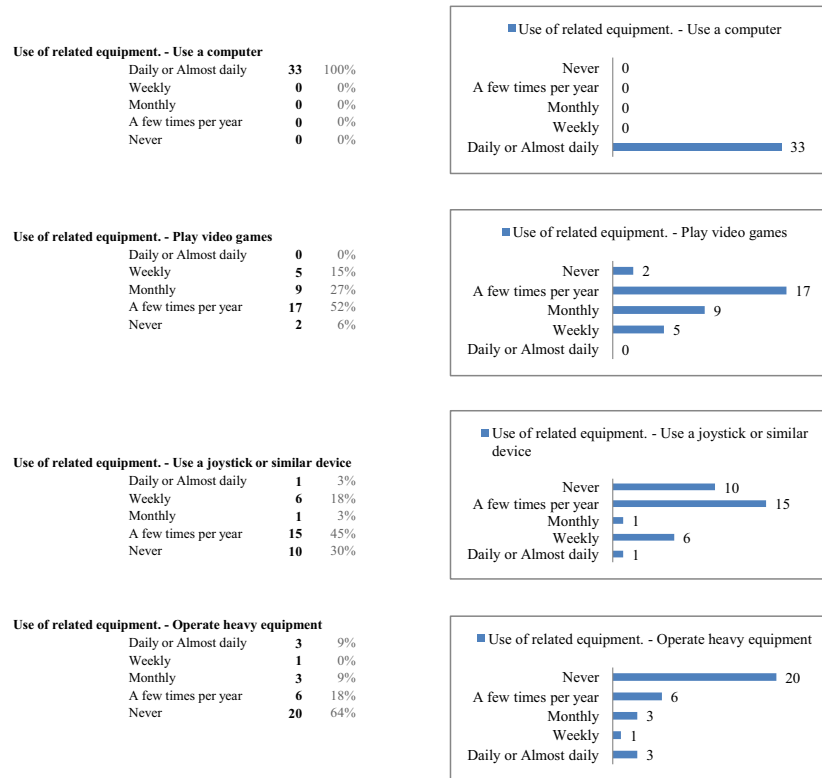 Use of related equipment. - Use a computer
Daily or Almost daily 33 100%
Weekly 0 0%
Monthly 0 0%
A few times per year 0 0%
Never 0 0%
Use of related equipment. - Use a computer
Never 0
A few times per year 0
Monthly 0
Weekly 0
Daily or Almost daily 33
Use of related equipment. - Play video games
Daily or Almost daily 0 0%
Weekly 5 15%
Monthly 9 27%
A few times per year 17 52%
Never 2 6%
Use of related equipment. - Play video games
Never 2
A few times per year 17
Monthly 9
Weekly 5
Daily or Almost daily 0
Use of related equipment. - Use a joystick or similar device
Daily or Almost daily 1 3%
Weekly 6 18%
Monthly 1 3%
A few times per year 15 45%
Never 10 30%
Use of related equipment. - Use a joystick or similar
device
Never 10
A few times per year 15
Monthly 1
Weekly 6
Daily or Almost daily 1
Use of related equipment. - Operate heavy equipment
Daily or Almost daily 3 9%
Weekly 1 0%
Monthly 3 9%
A few times per year 6 18%
Never 20 64%
Use of related equipment. - Operate heavy equipment
Never 20
A few times per year 6
Monthly 3
Weekly 1
Daily or Almost daily 3